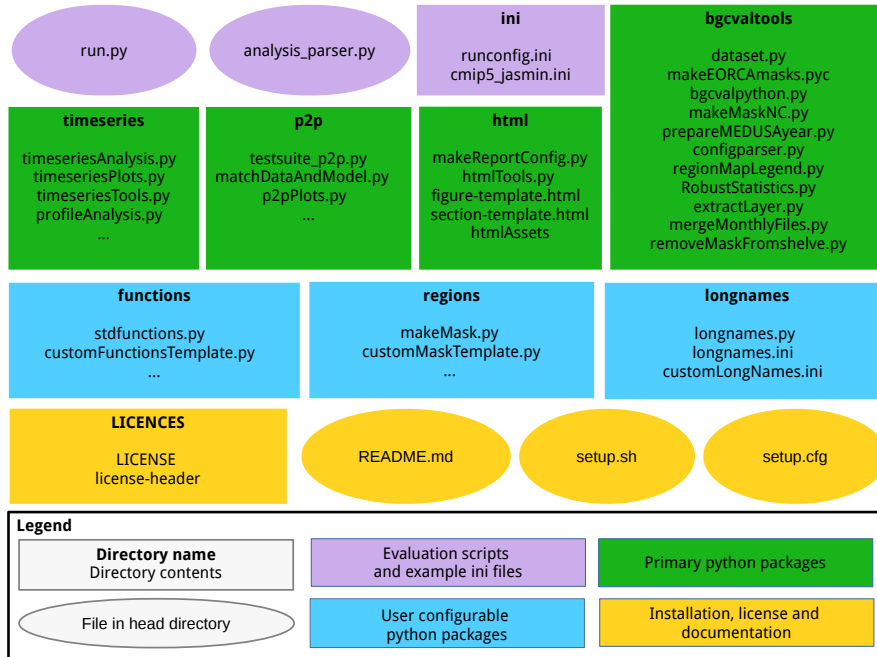 run.py
analysis_parser.py
ini
runconfig.ini
cmip5_jasmin.ini
bgcvaltools
dataset.py
makeEORCAmasks.pyc
bgcvalpython.py
makeMaskNC.py
prepareMEDUSAyear.py
configparser.py
regionMapLegend.py
RobustStatistics.py
extractLayer.py
mergeMonthlyFiles.py
removeMaskFromshelve.py
timeseries
timeseriesAnalysis.py
timeseriesPlots.py
timeseriesTools.py
profileAnalysis.py
...
p2p
testsuite_p2p.py
matchDataAndModel.py
p2pPlots.py
...
html
makeReportConfig.py
htmlTools.py
figure-template.html
section-template.html
htmlAssets
functions
stdfunctions.py
customFunctionsTemplate.py
...
regions
makeMask.py
customMaskTemplate.py
...
longnames
longnames.py
longnames.ini
customLongNames.ini
LICENCES
LICENSE
license-header
README.md
setup.sh
setup.cfg
Legend
Directory name
Directory contents
Evaluation scripts
and example ini files
Primary python packages
File in head directory
User configurable
python packages
Installation, license and
documentation